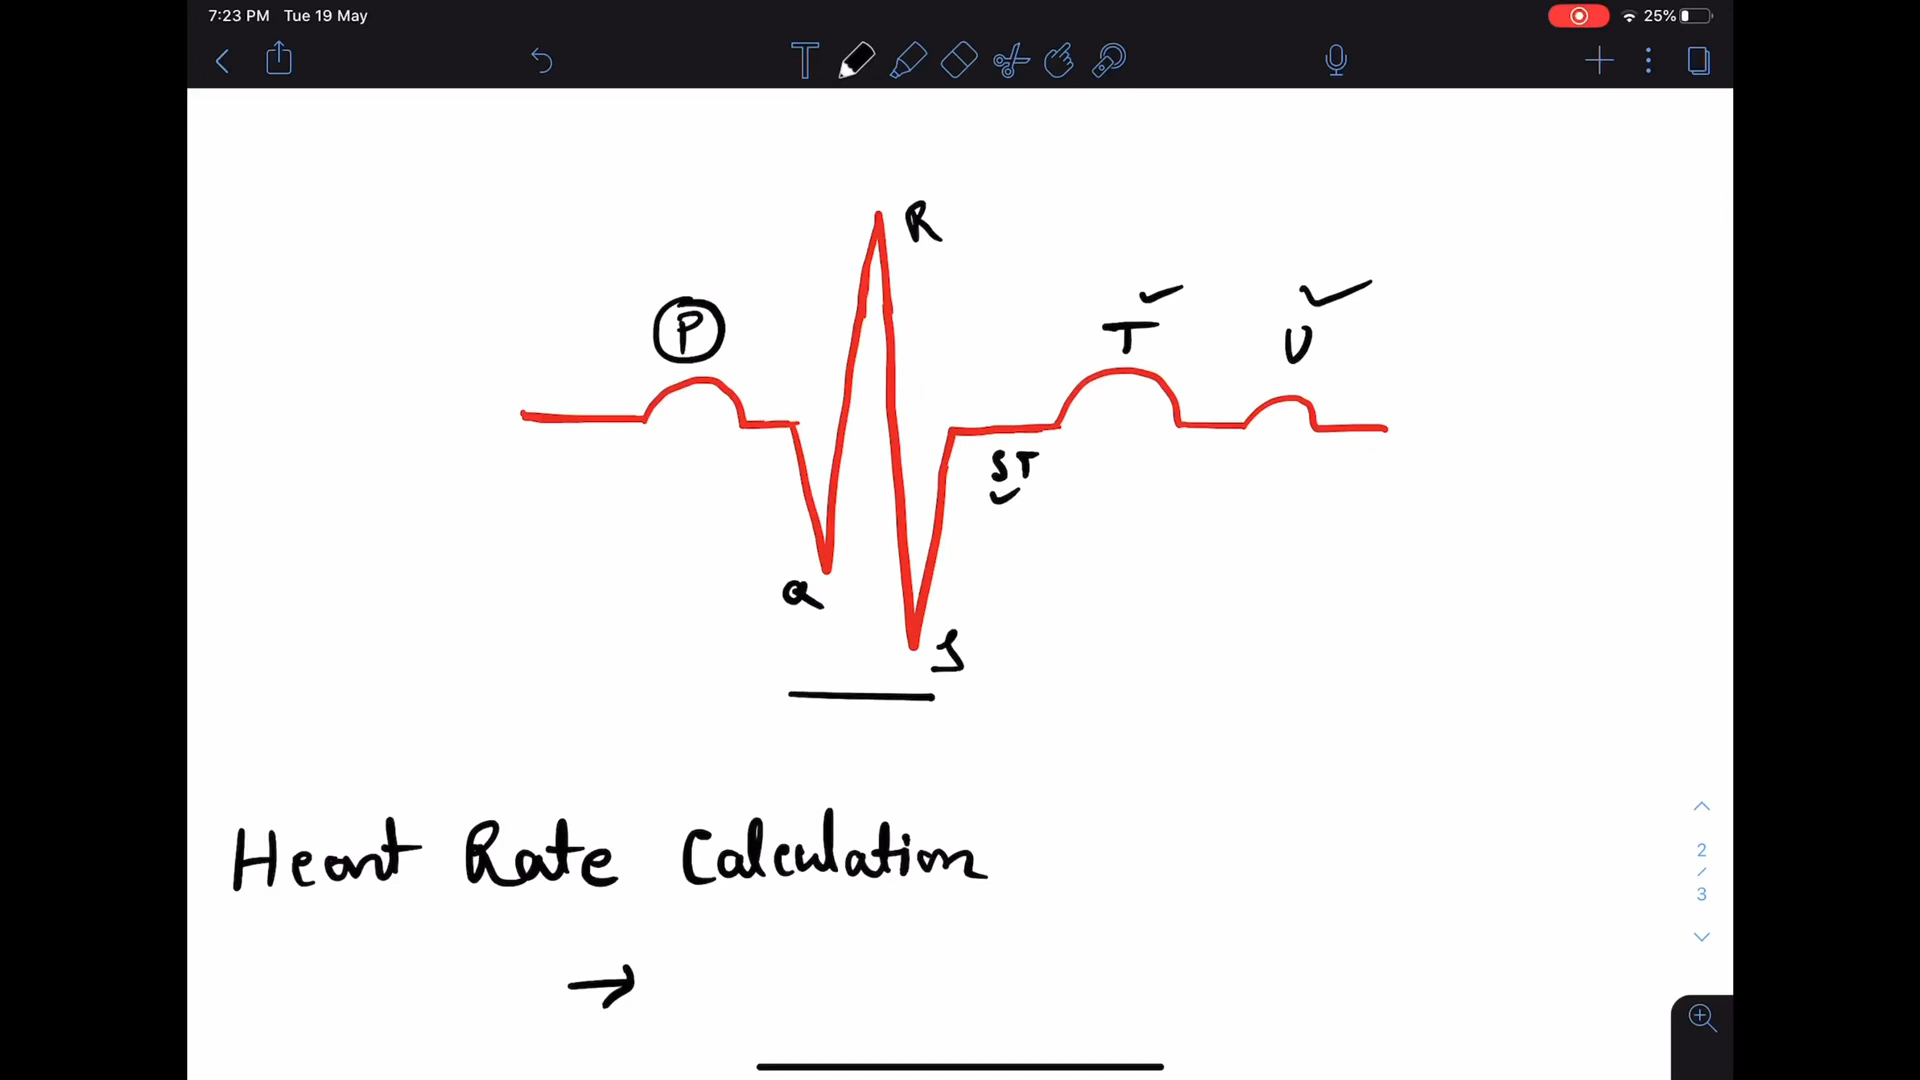 7:23 PM Tue 19 May 25%
T
R
P
T
U
ST
Q
S
Heart Rate Calculation
→
2
/
3